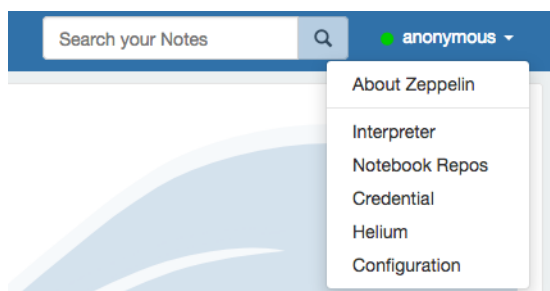 Search your Notes
anonymous
About Zeppelin
Interpreter
Notebook Repos
Credential
Helium
Configuration